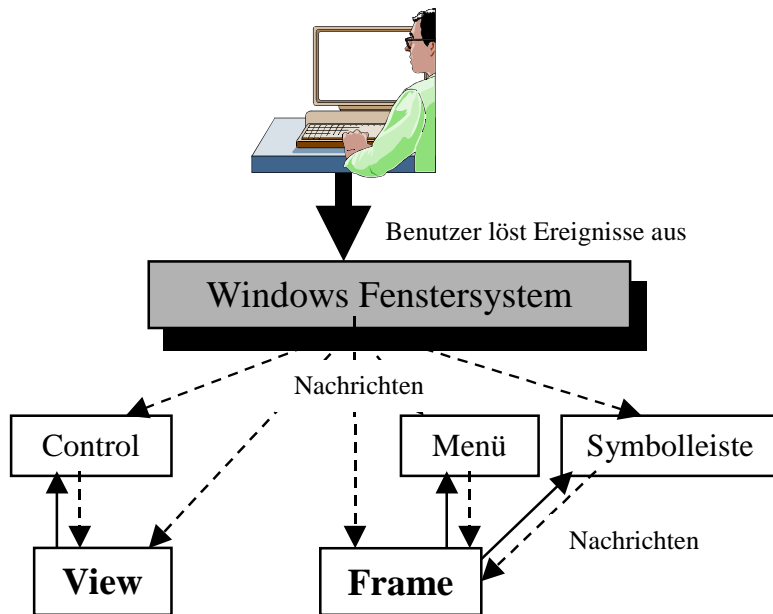 Benutzer löst Ereignisse aus
Windows Fenstersystem
Nachrichten
Control
Menü
Symbolleiste
Nachrichten
View
Frame